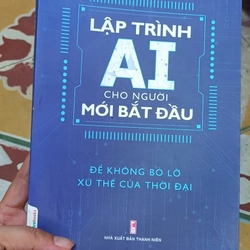 LẬP TRÌNH
AI
CHO NGƯỜI
MỚI BẮT ĐẦU
ĐỂ KHÔNG BỎ LỠ
XU THẾ CỦA THỜI ĐẠI
NHÀ XUẤT BẢN THANH NIÊN